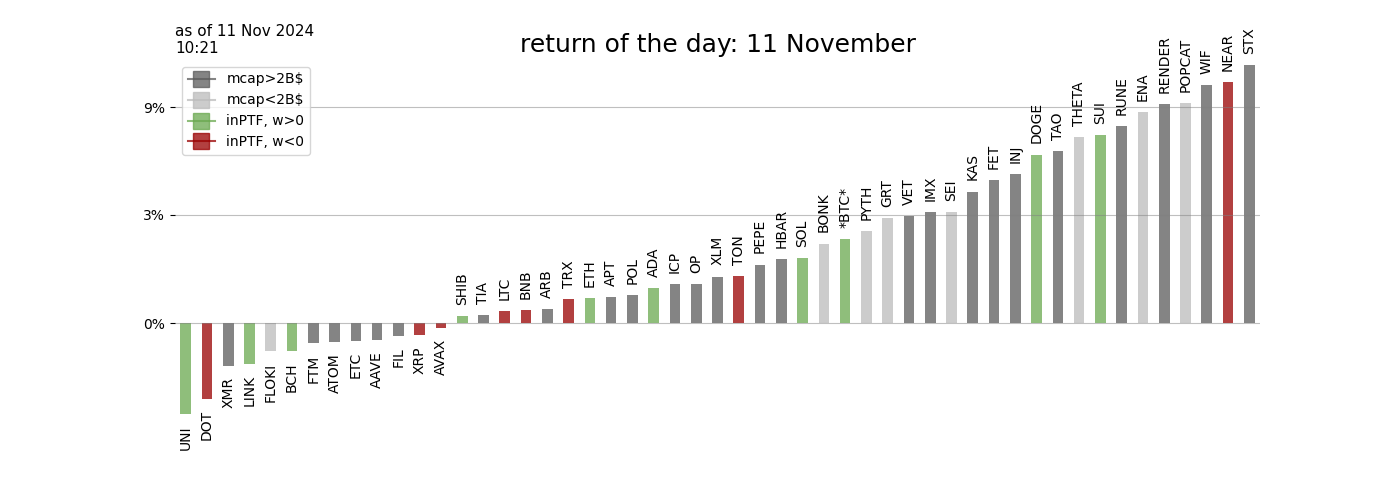 as of 11 Nov 2024
10:21
return of the day: 11 November
mcap>2B$
mcap<2B$
inPTF, w>0
inPTF, w<0
9%
3%
0%
UNI
DOT
XMR
LINK
FLOKI
BCH
FTM
ATOM
ETC
AAVE
FIL
XRP
AVAX
SHIB
TIA
LTC
BNB
ARB
TRX
ETH
APT
POL
ADA
ICP
OP
XLM
TON
PEPE
HBAR
SOL
BONK
*BTC*
PYTH
GRT
VET
IMX
SEI
KAS
FET
INJ
DOGE
TAO
THETA
SUI
RUNE
ENA
RENDER
POPCAT
WIF
NEAR
STX